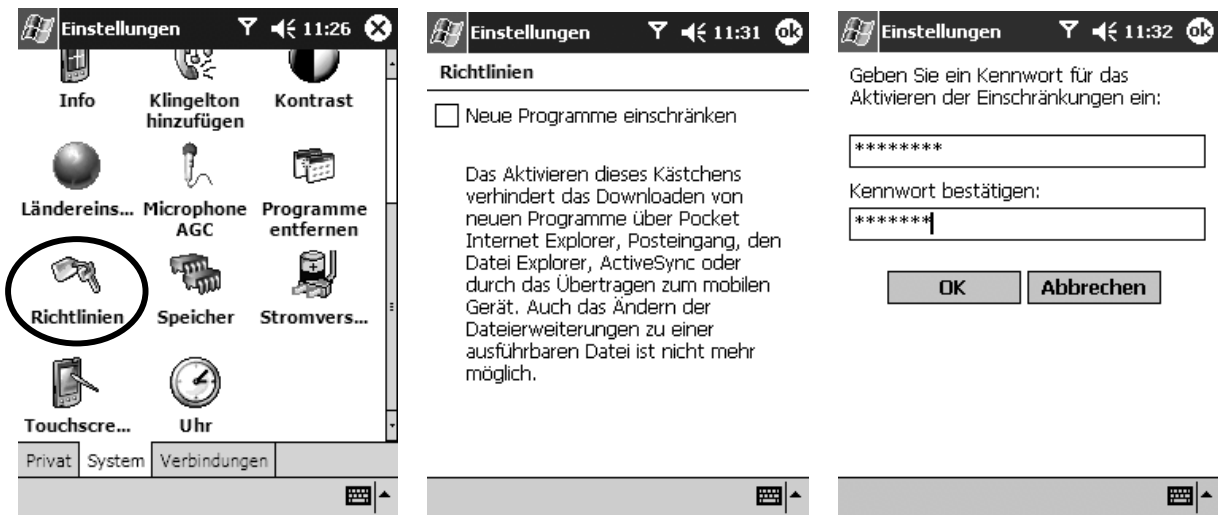 Einstellungen 11:26
Info Klingelton hinzufügen Kontrast
Ländereins... Microphone AGC Programme entfernen
Richtlinien Speicher Stromvers...
Touchscre... Uhr
Privat System Verbindungen
Einstellungen 11:31 ok
Richtlinien
Neue Programme einschränken
Das Aktivieren dieses Kästchens
verhindert das Downloaden von
neuen Programme über Pocket
Internet Explorer, Posteingang, den
Datei Explorer, ActiveSync oder
durch das Übertragen zum mobilen
Gerät. Auch das Ändern der
Dateierweiterungen zu einer
ausführbaren Datei ist nicht mehr
möglich.
Einstellungen 11:32 ok
Geben Sie ein Kennwort für das
Aktivieren der Einschränkungen ein:
********
Kennwort bestätigen:
*******
OK Abbrechen